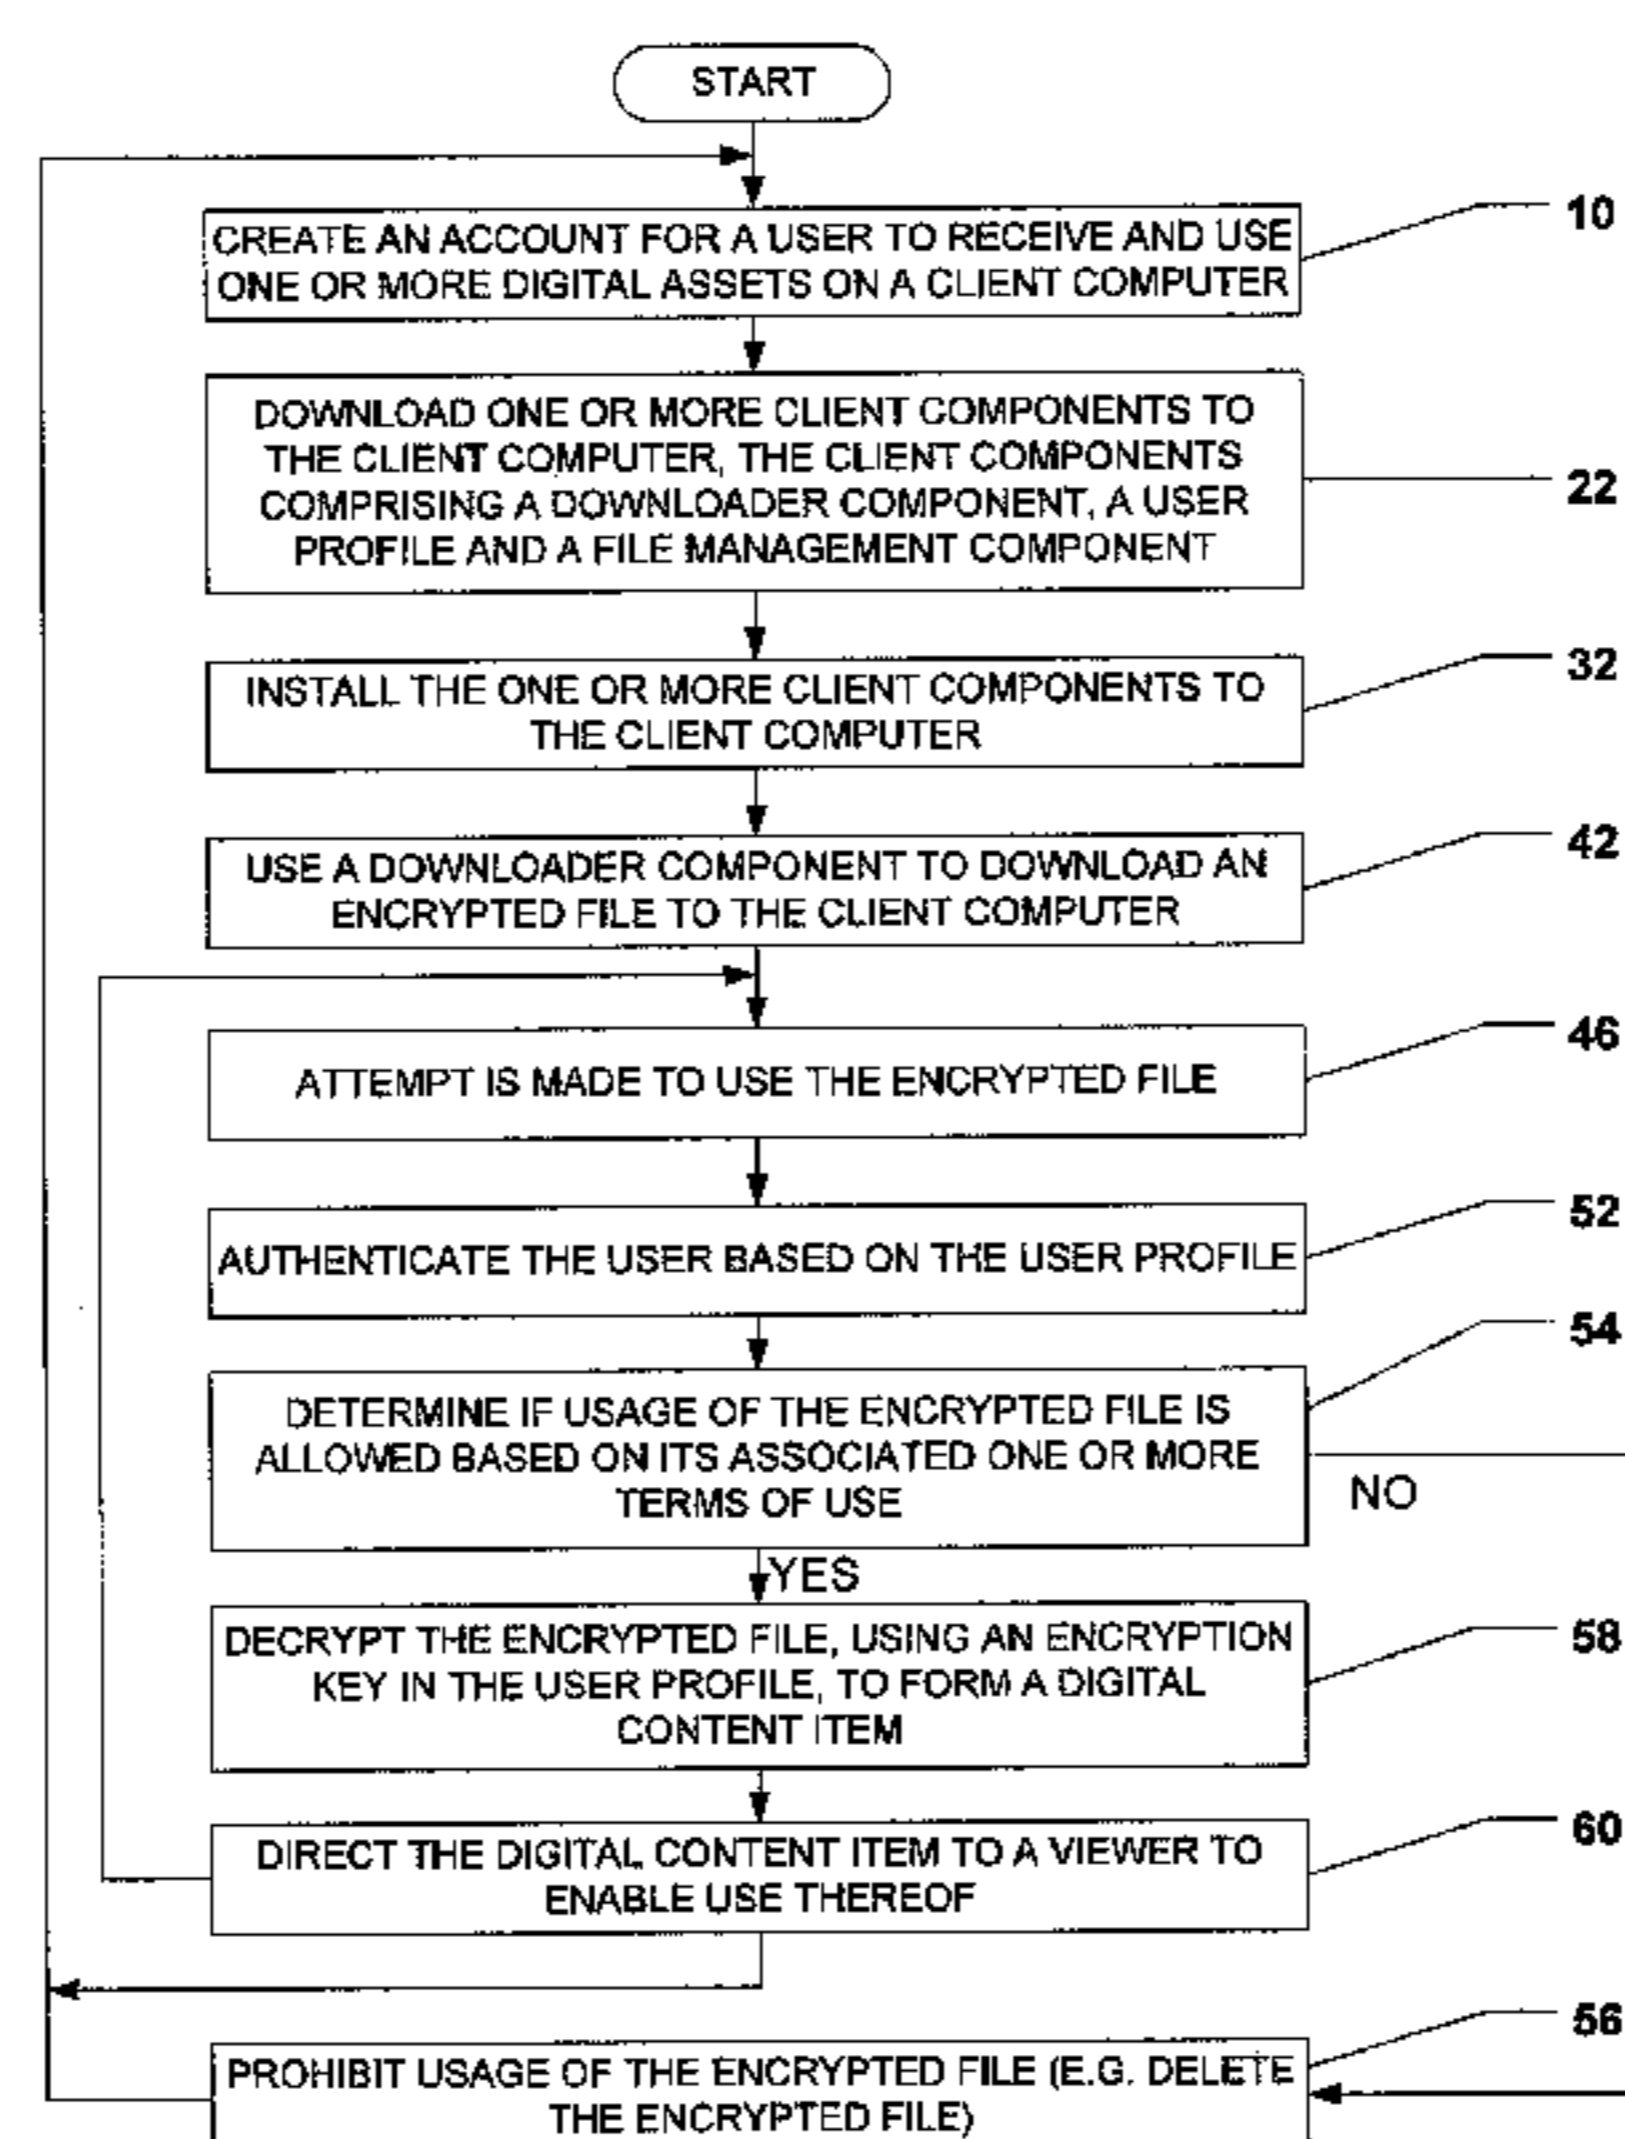 START
CREATE AN ACCOUNT FOR A USER TO RECEIVE AND USE
ONE OR MORE DIGITAL ASSETS ON A CLIENT COMPUTER
10
DOWNLOAD ONE OR MORE CLIENT COMPONENTS TO
THE CLIENT COMPUTER, THE CLIENT COMPONENTS
COMPRISING A DOWNLOADER COMPONENT, A USER
PROFILE AND A FILE MANAGEMENT COMPONENT
22
INSTALL THE ONE OR MORE CLIENT COMPONENTS TO
THE CLIENT COMPUTER
32
USE A DOWNLOADER COMPONENT TO DOWNLOAD AN
ENCRYPTED FILE TO THE CLIENT COMPUTER
42
ATTEMPT IS MADE TO USE THE ENCRYPTED FILE
46
AUTHENTICATE THE USER BASED ON THE USER PROFILE
52
DETERMINE IF USAGE OF THE ENCRYPTED FILE IS
ALLOWED BASED ON ITS ASSOCIATED ONE OR MORE
TERMS OF USE
54
NO
YES
DECRYPT THE ENCRYPTED FILE, USING AN ENCRYPTION
KEY IN THE USER PROFILE, TO FORM A DIGITAL
CONTENT ITEM
58
DIRECT THE DIGITAL CONTENT ITEM TO A VIEWER TO
ENABLE USE THEREOF
60
PROHIBIT USAGE OF THE ENCRYPTED FILE (E.G. DELETE
THE ENCRYPTED FILE)
56